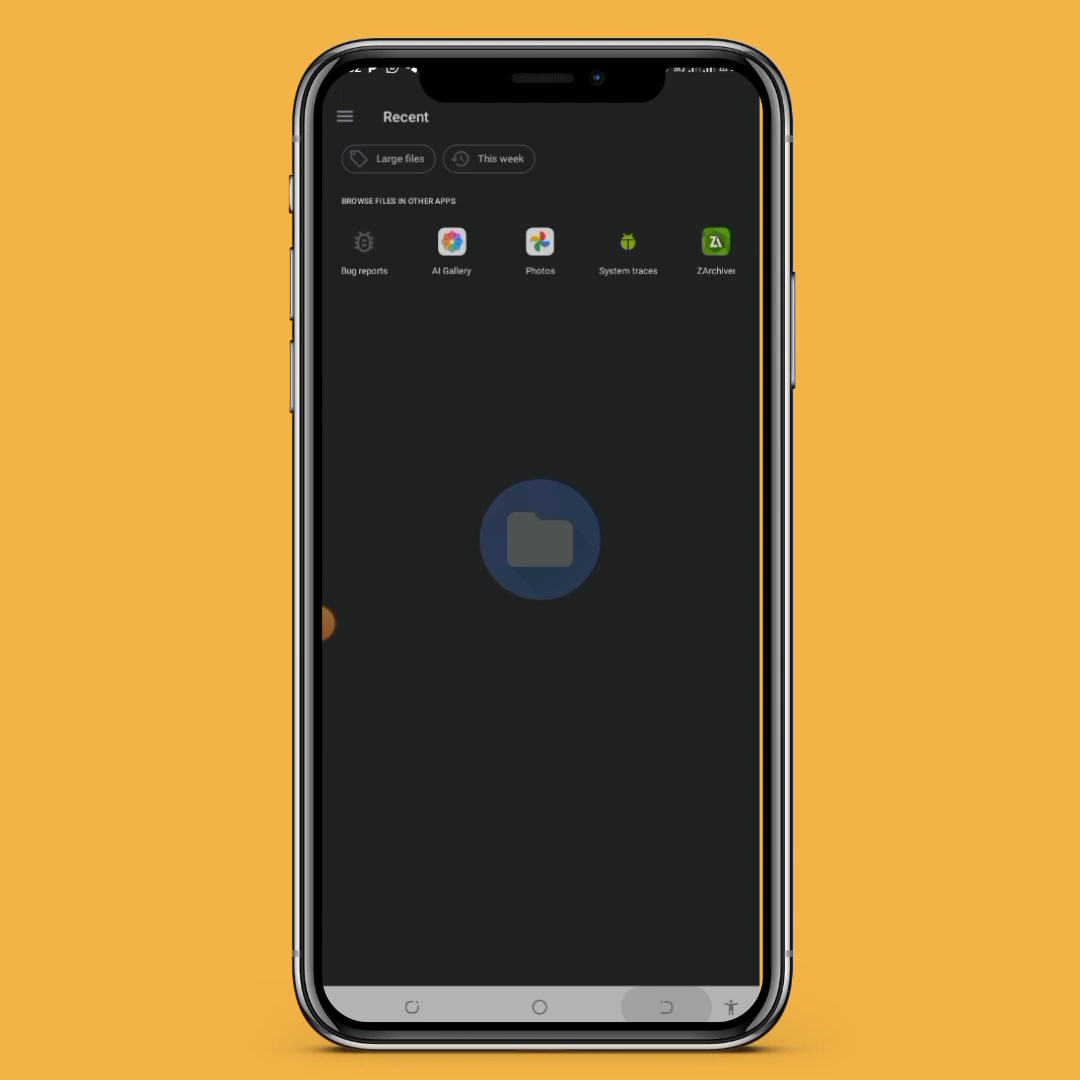 Recent
Large files
This week
BROWSE FILES IN OTHER APPS
Bug reports
AI Gallery
Photos
System traces
ZArchiver